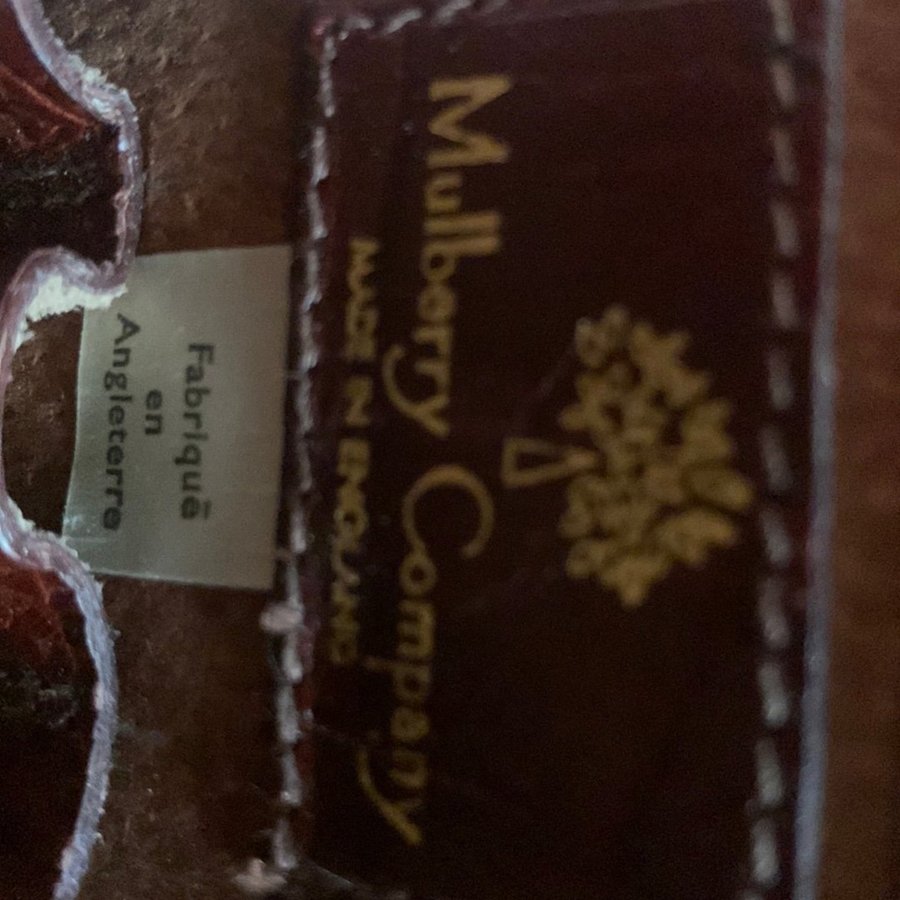 Mulberry Company
MADE IN ENGLAND
Fabriquē
en
Angleterre